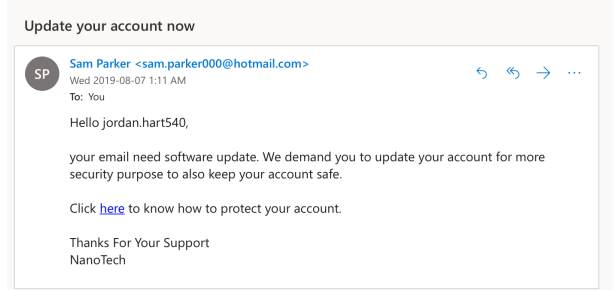 Update your account now
SP
Sam Parker <sam.parker000@hotmail.com>
Wed 2019-08-07 1:11 AM
To: You
Hello jordan.hart540,
your email need software update. We demand you to update your account for more
security purpose to also keep your account safe.
Click here to know how to protect your account.
Thanks For Your Support
NanoTech